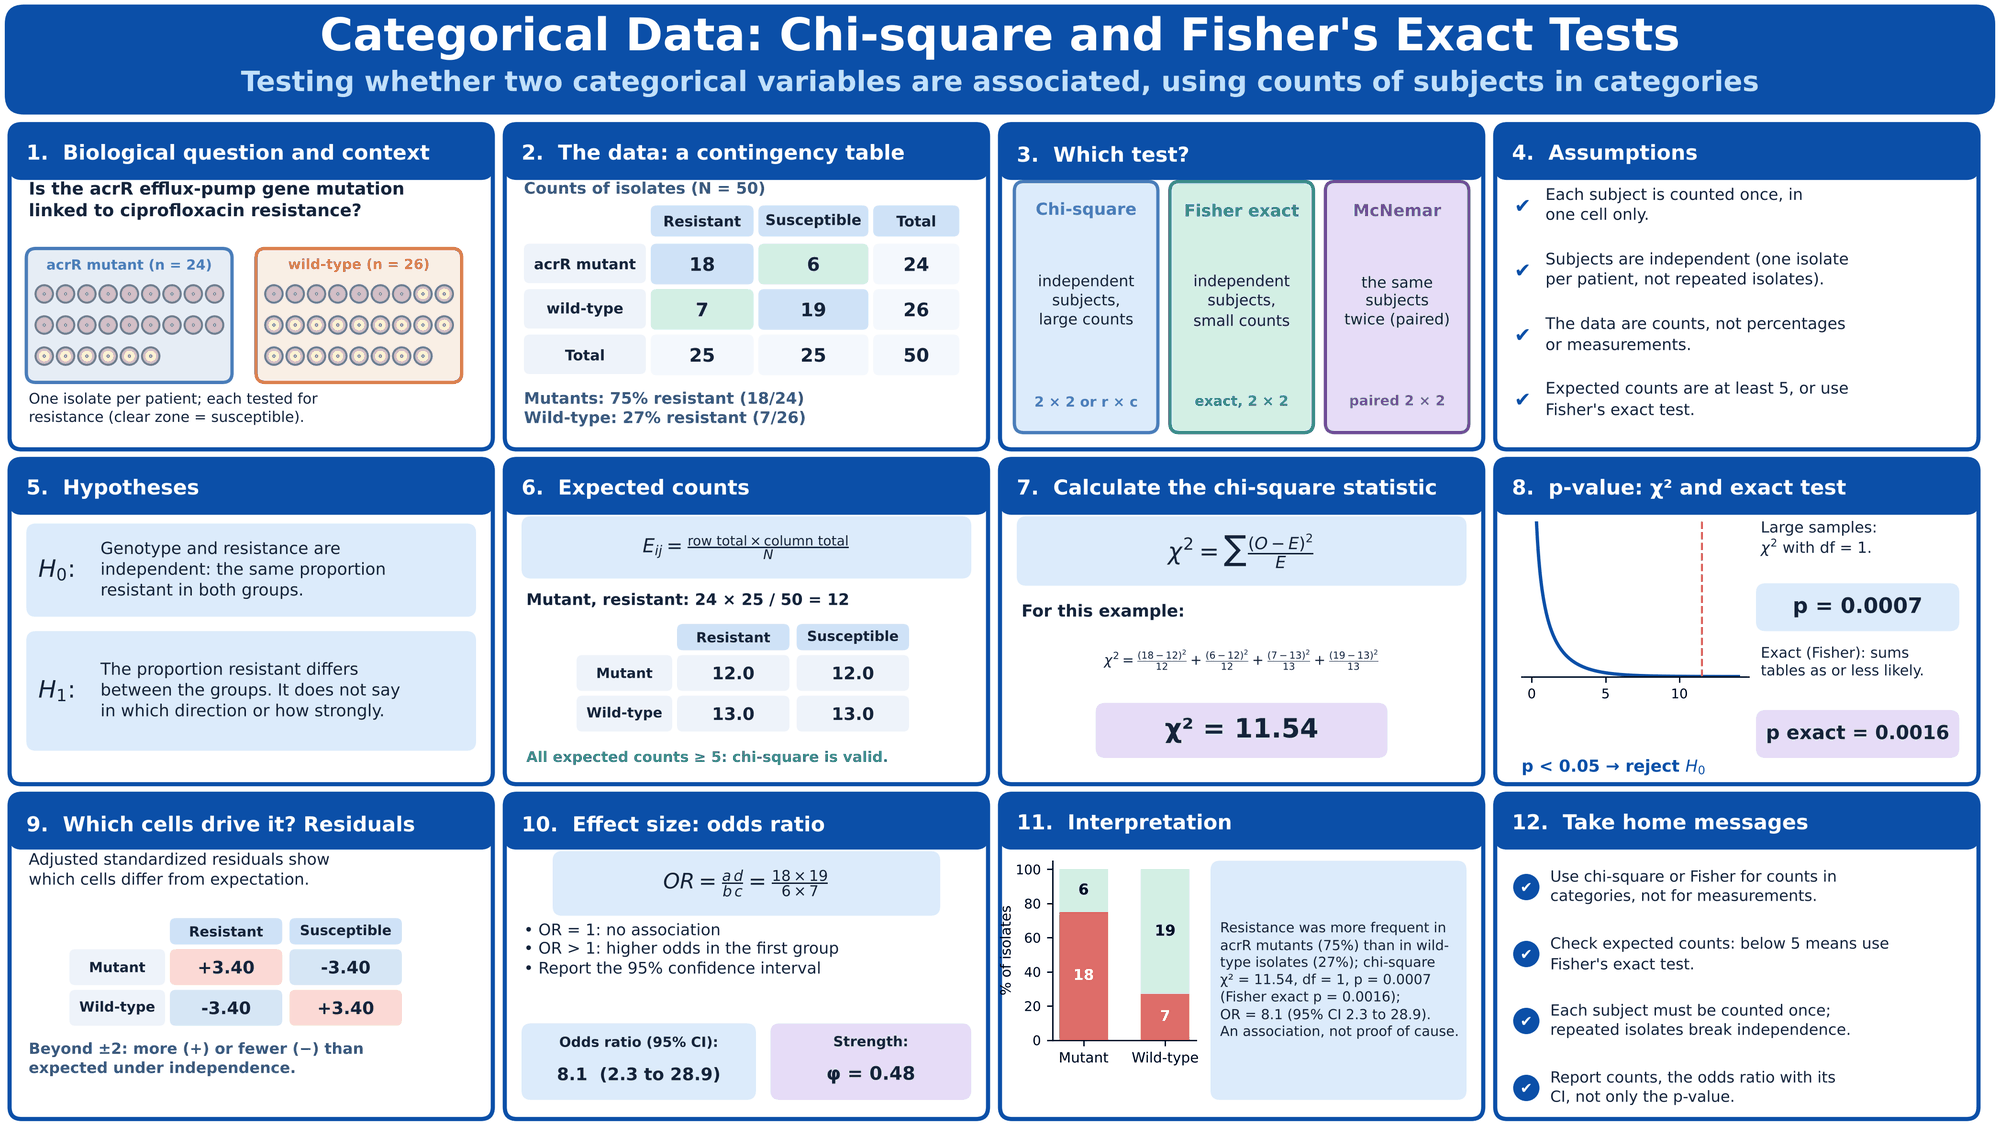 Categorical Data: Chi-square and Fisher's Exact Tests
Testing whether two categorical variables are associated, using counts of subjects in categories
1. Biological question and context
Is the acrR efflux-pump gene mutation
linked to ciprofloxacin resistance?
acrR mutant (n = 24)
wild-type (n = 26)
One isolate per patient; each tested for
resistance (clear zone = susceptible).
2. The data: a contingency table
Counts of isolates (N = 50)
Resistant Susceptible Total
acrR mutant 18 6 24
wild-type 7 19 26
Total 25 25 50
Mutants: 75% resistant (18/24)
Wild-type: 27% resistant (7/26)
3. Which test?
Chi-square
independent
subjects,
large counts
2 × 2 or r × c
Fisher exact
independent
subjects,
small counts
exact, 2 × 2
McNemar
the same
subjects
twice (paired)
paired 2 × 2
4. Assumptions
✔ Each subject is counted once, in
one cell only.
✔ Subjects are independent (one isolate
per patient, not repeated isolates).
✔ The data are counts, not percentages
or measurements.
✔ Expected counts are at least 5, or use
Fisher's exact test.
5. Hypotheses
H₀: Genotype and resistance are
independent: the same proportion
resistant in both groups.
H₁: The proportion resistant differs
between the groups. It does not say
in which direction or how strongly.
6. Expected counts
E_ij = (row total × column total) / N
Mutant, resistant: 24 × 25 / 50 = 12
Resistant Susceptible
Mutant 12.0 12.0
Wild-type 13.0 13.0
All expected counts ≥ 5: chi-square is valid.
7. Calculate the chi-square statistic
χ² = ∑ (O − E)² / E
For this example:
χ² = (18−12)²/12 + (6−12)²/12 + (7−13)²/13 + (19−13)²/13
χ² = 11.54
8. p-value: χ² and exact test
0 5 10
Large samples:
χ² with df = 1.
p = 0.0007
Exact (Fisher): sums
tables as or less likely.
p exact = 0.0016
p < 0.05 → reject H₀
9. Which cells drive it? Residuals
Adjusted standardized residuals show
which cells differ from expectation.
Resistant Susceptible
Mutant +3.40 -3.40
Wild-type -3.40 +3.40
Beyond ±2: more (+) or fewer (−) than
expected under independence.
10. Effect size: odds ratio
OR = a d / b c = 18 × 19 / 6 × 7
• OR = 1: no association
• OR > 1: higher odds in the first group
• Report the 95% confidence interval
Odds ratio (95% CI):
8.1 (2.3 to 28.9)
Strength:
φ = 0.48
11. Interpretation
% of isolates
100
80
60
40
20
0
6
18
19
7
Mutant Wild-type
Resistance was more frequent in
acrR mutants (75%) than in wild-
type isolates (27%); chi-square
χ² = 11.54, df = 1, p = 0.0007
(Fisher exact p = 0.0016);
OR = 8.1 (95% CI 2.3 to 28.9).
An association, not proof of cause.
12. Take home messages
✔ Use chi-square or Fisher for counts in
categories, not for measurements.
✔ Check expected counts: below 5 means use
Fisher's exact test.
✔ Each subject must be counted once;
repeated isolates break independence.
✔ Report counts, the odds ratio with its
CI, not only the p-value.